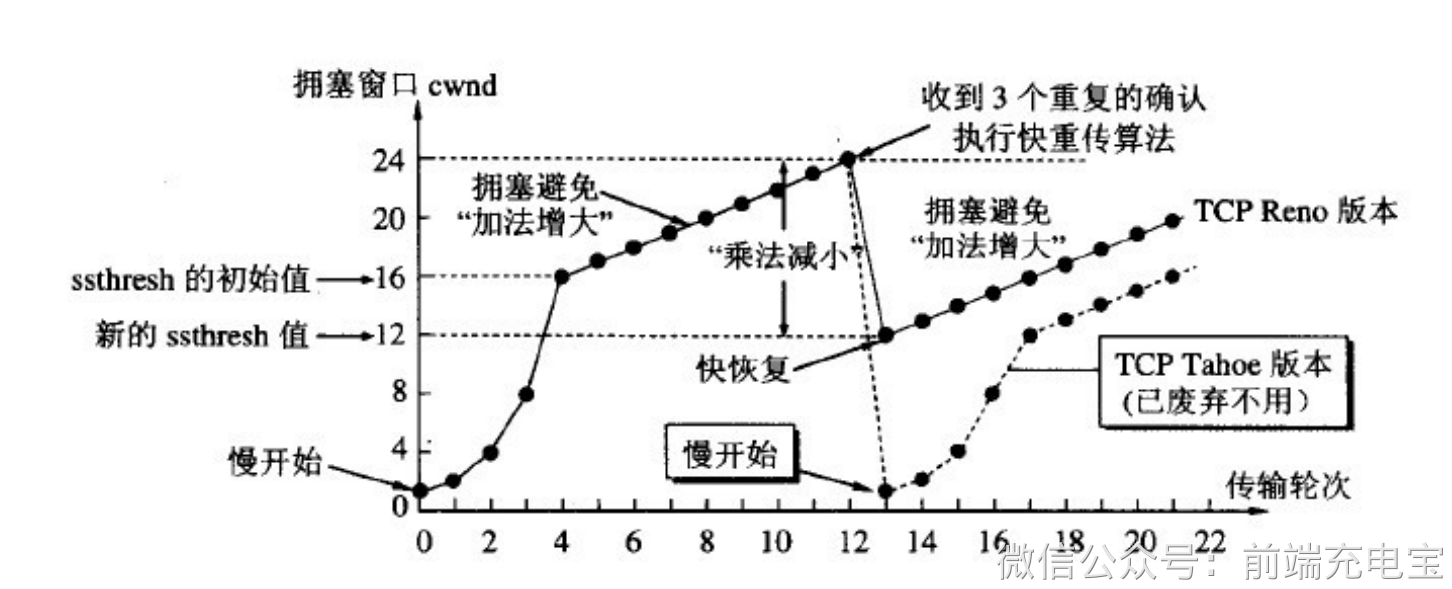 拥塞窗口 cwnd
收到 3 个重复的确认
执行快重传算法
24
拥塞避免
“加法增大”
20
拥塞避免
“加法增大”
TCP Reno 版本
“乘法减小”
ssthresh 的初始值
16
新的 ssthresh 值
12
快恢复
TCP Tahoe 版本
(已废弃不用）
8
慢开始
4
慢开始
0
传输轮次
0 2 4 6 8 10 12 14 16 18 20 22
微信公众号：前端充电宝